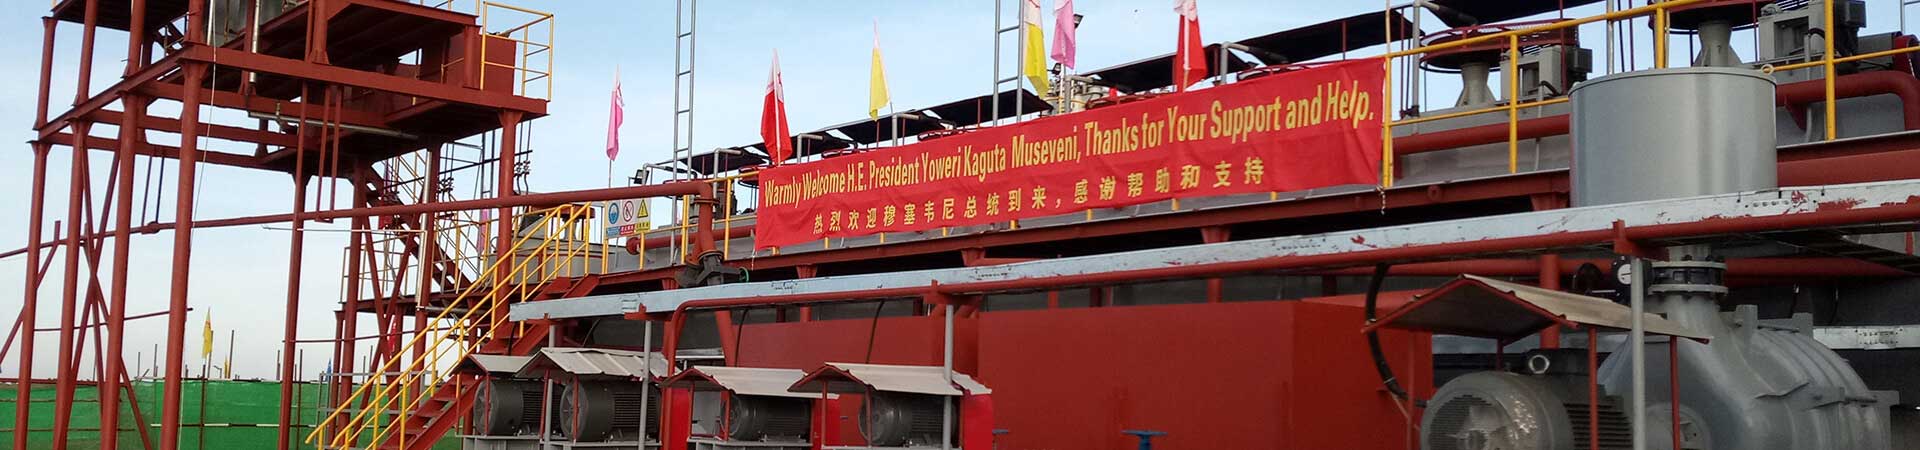 Warmly Welcome H.E. President Yoweri Kaguta Museveni, Thanks for Your Support and Help.
热烈欢迎穆塞韦尼总统到来，感谢帮助和支持